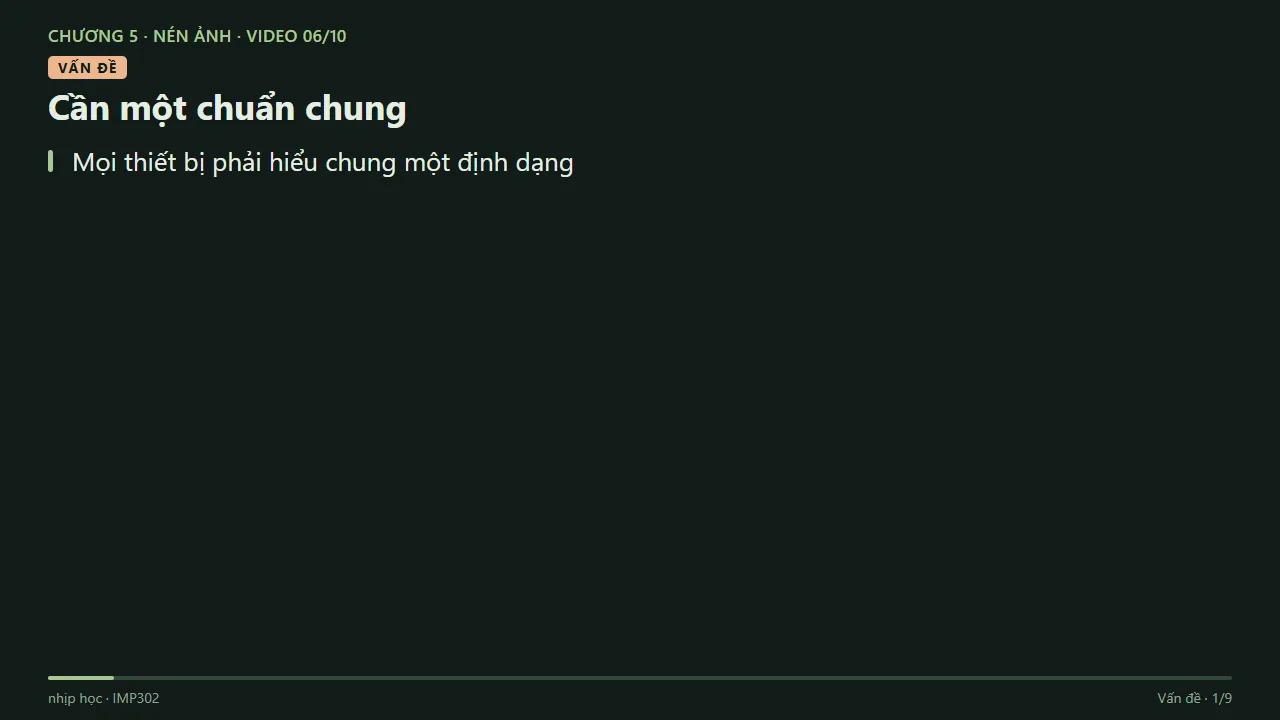 CHƯƠNG 5 · NÉN ẢNH · VIDEO 06/10
VẤN ĐỀ
Cần một chuẩn chung
Mọi thiết bị phải hiểu chung một định dạng
nhịp học · IMP302
Vấn đề · 1/9